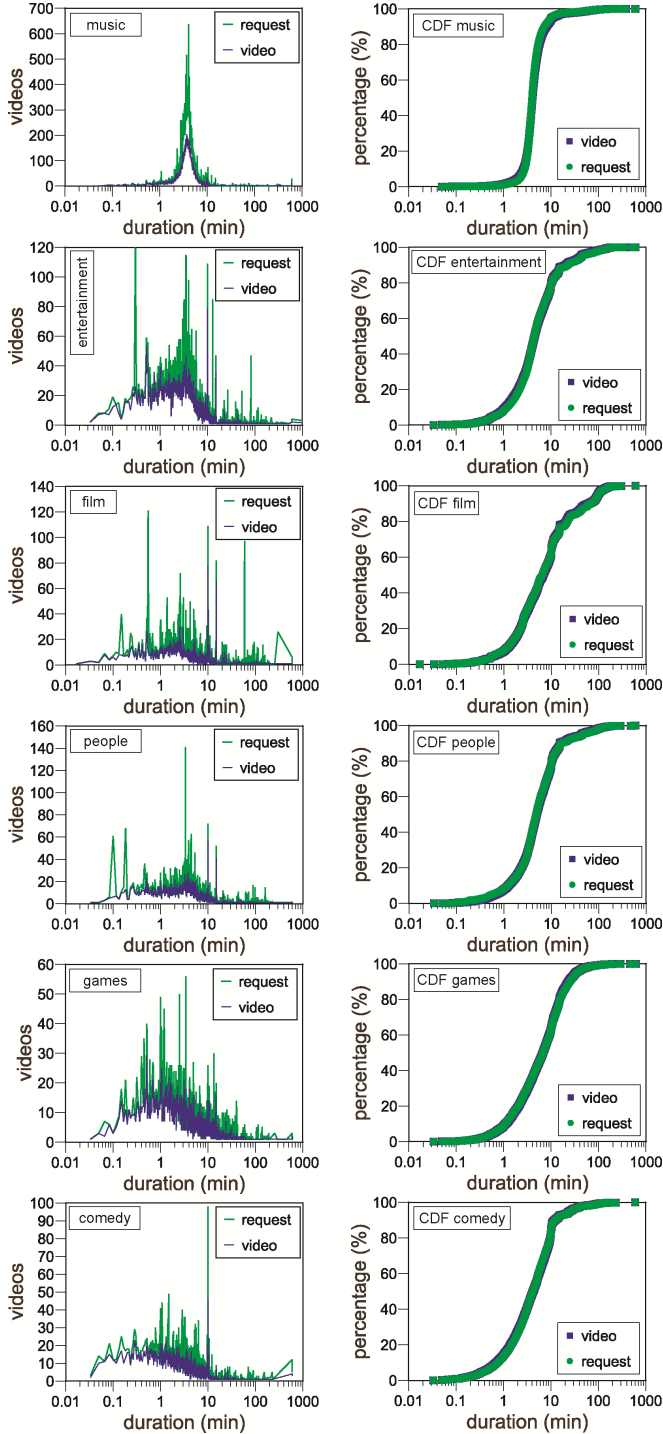 music
request
video
videos
700
600
500
400
300
200
100
0
0.01 0.1 1 10 100 1000
duration (min)
CDF music
video
request
percentage (%)
100
80
60
40
20
0
0.01 0.1 1 10 100 1000
duration (min)
entertainment
request
video
videos
120
100
80
60
40
20
0
0.01 0.1 1 10 100 1000
duration (min)
CDF entertainment
video
request
percentage (%)
100
80
60
40
20
0
0.01 0.1 1 10 100 1000
duration (min)
film
request
video
videos
140
120
100
80
60
40
20
0
0.01 0.1 1 10 100 1000
duration (min)
CDF film
video
request
percentage (%)
100
80
60
40
20
0
0.01 0.1 1 10 100 1000
duration (min)
people
request
video
videos
160
140
120
100
80
60
40
20
0
0.01 0.1 1 10 100 1000
duration (min)
CDF people
video
request
percentage (%)
100
80
60
40
20
0
0.01 0.1 1 10 100 1000
duration (min)
games
request
video
videos
60
50
40
30
20
10
0
0.01 0.1 1 10 100 1000
duration (min)
CDF games
video
request
percentage (%)
100
80
60
40
20
0
0.01 0.1 1 10 100 1000
duration (min)
comedy
request
video
videos
100
90
80
70
60
50
40
30
20
10
0
0.01 0.1 1 10 100 1000
duration (min)
CDF comedy
video
request
percentage (%)
100
80
60
40
20
0
0.01 0.1 1 10 100 1000
duration (min)